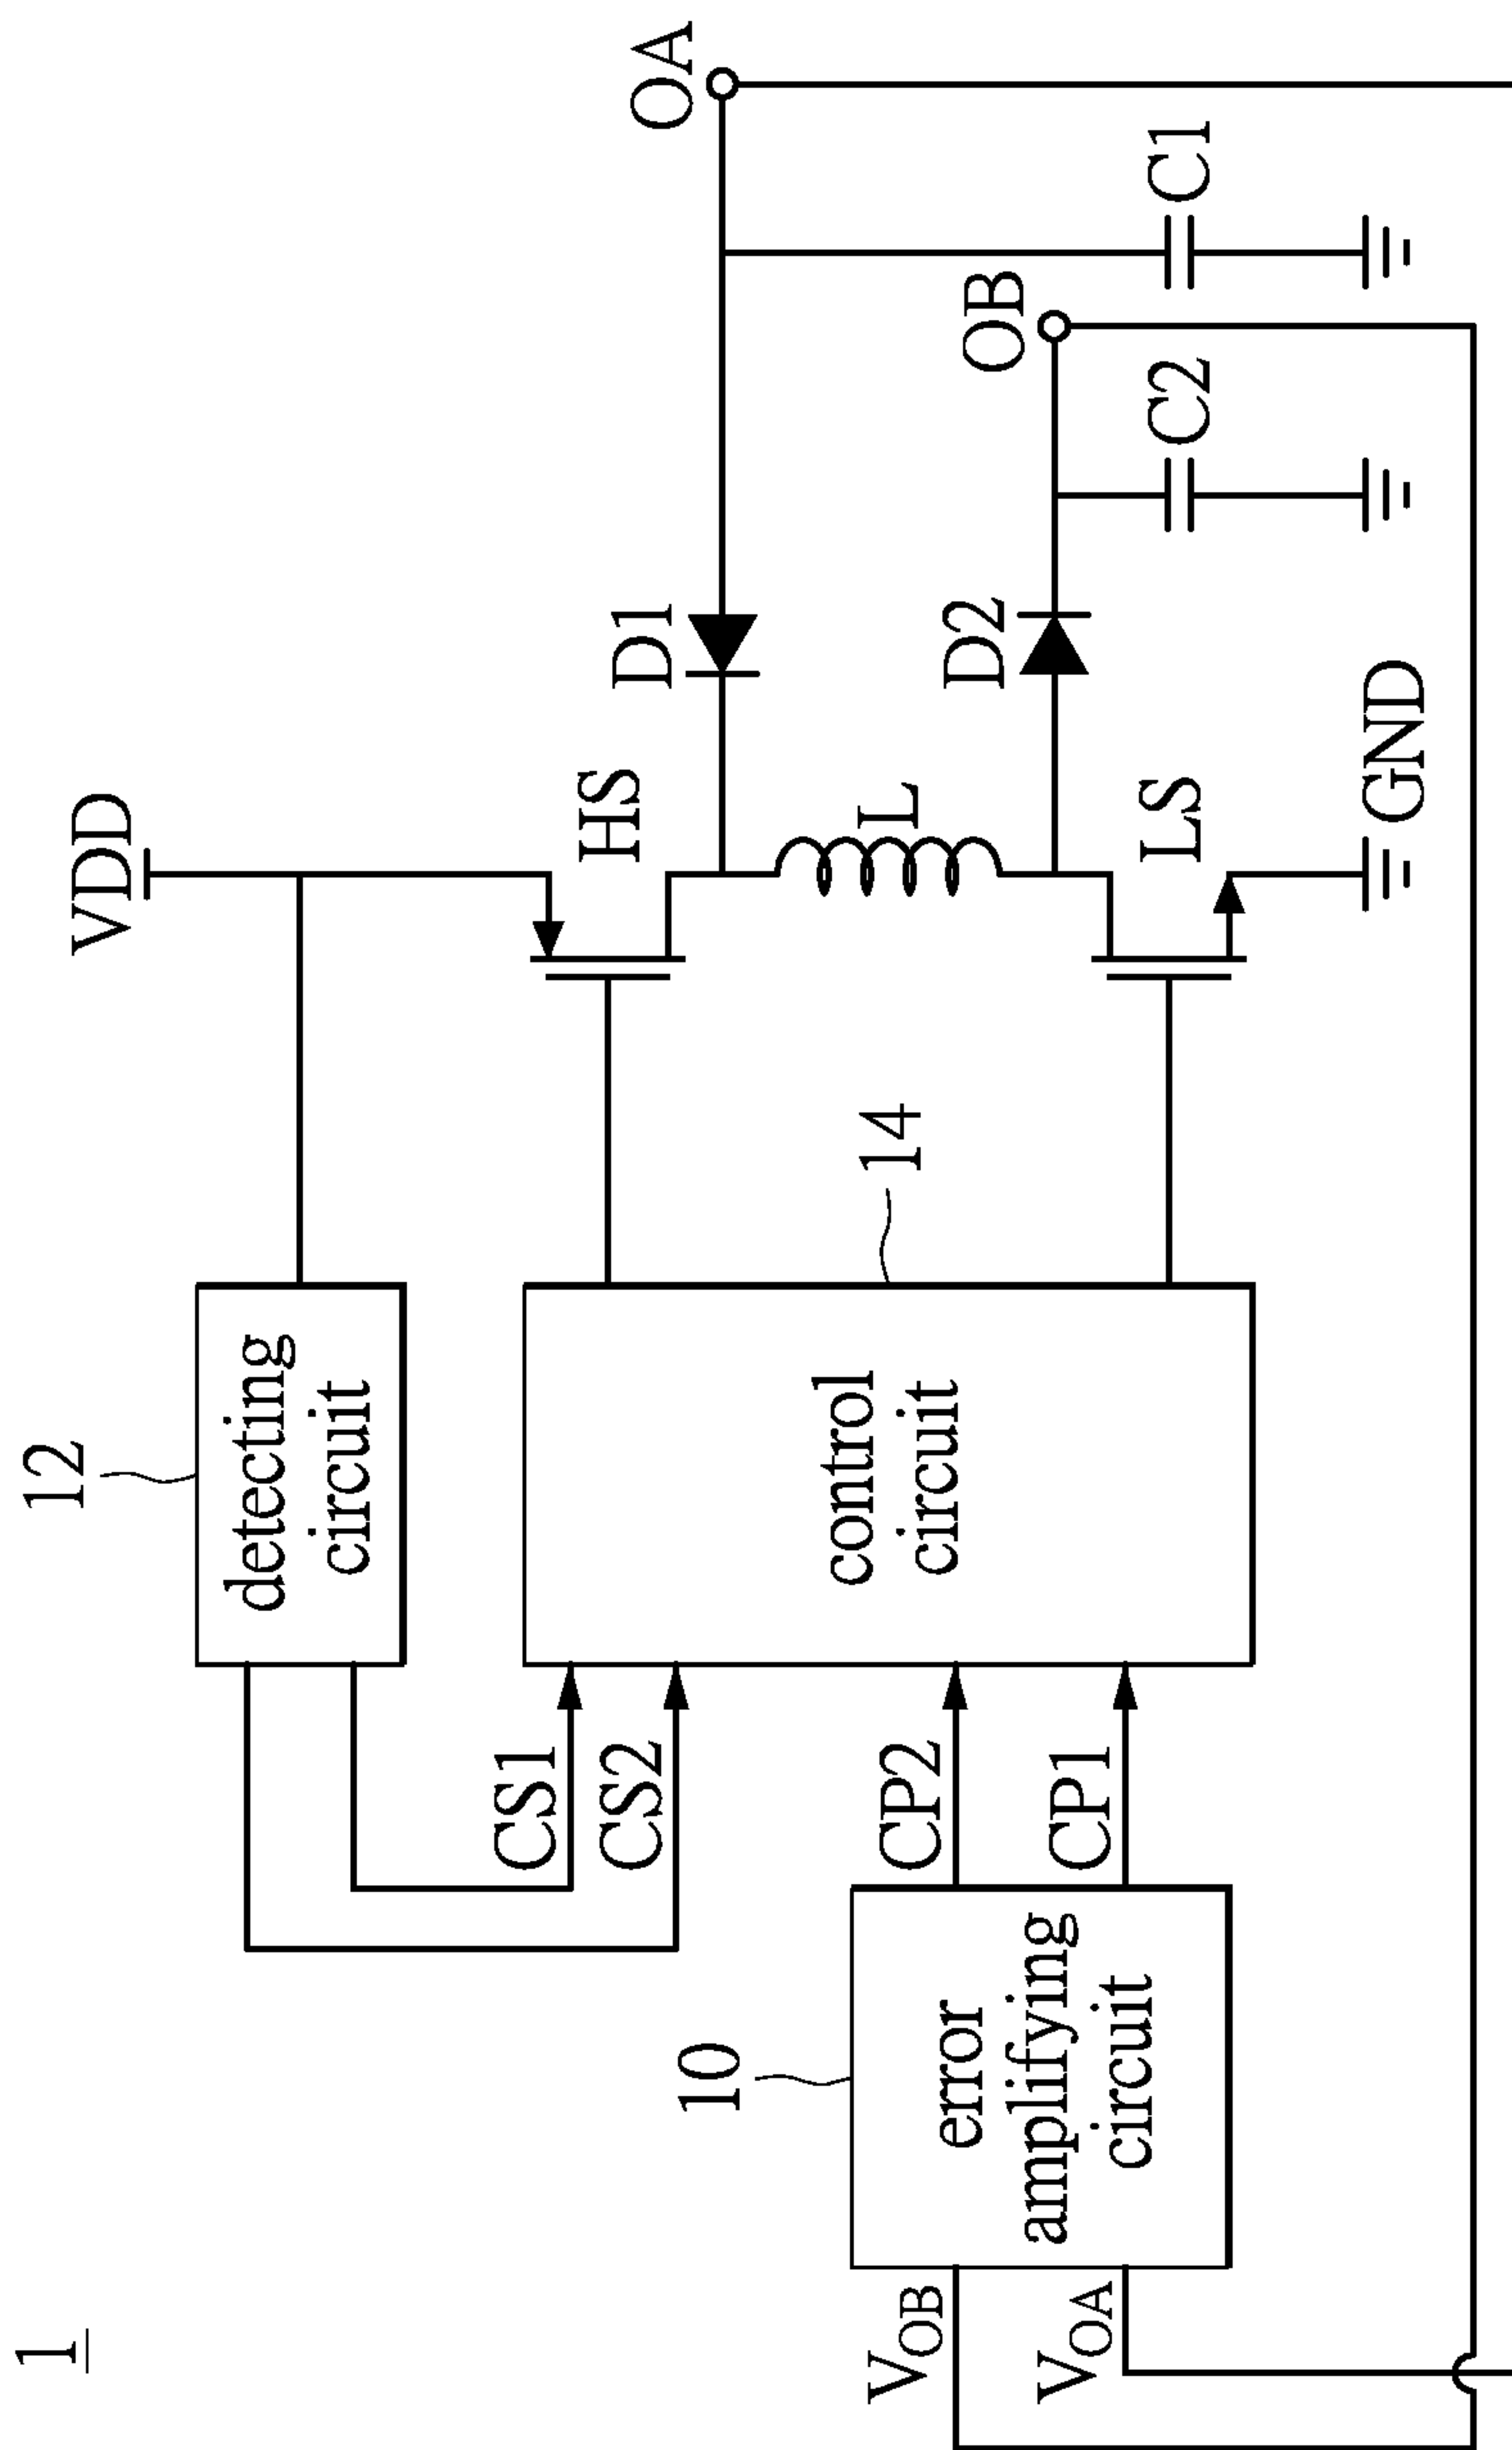 1
12
detecting
circuit
VDD
CS1
CS2
HS
D1
OA
10
error
amplifying
circuit
CP2
CP1
control
circuit
14
L
D2
OB
VOB
VOA
LS
C2
C1
GND